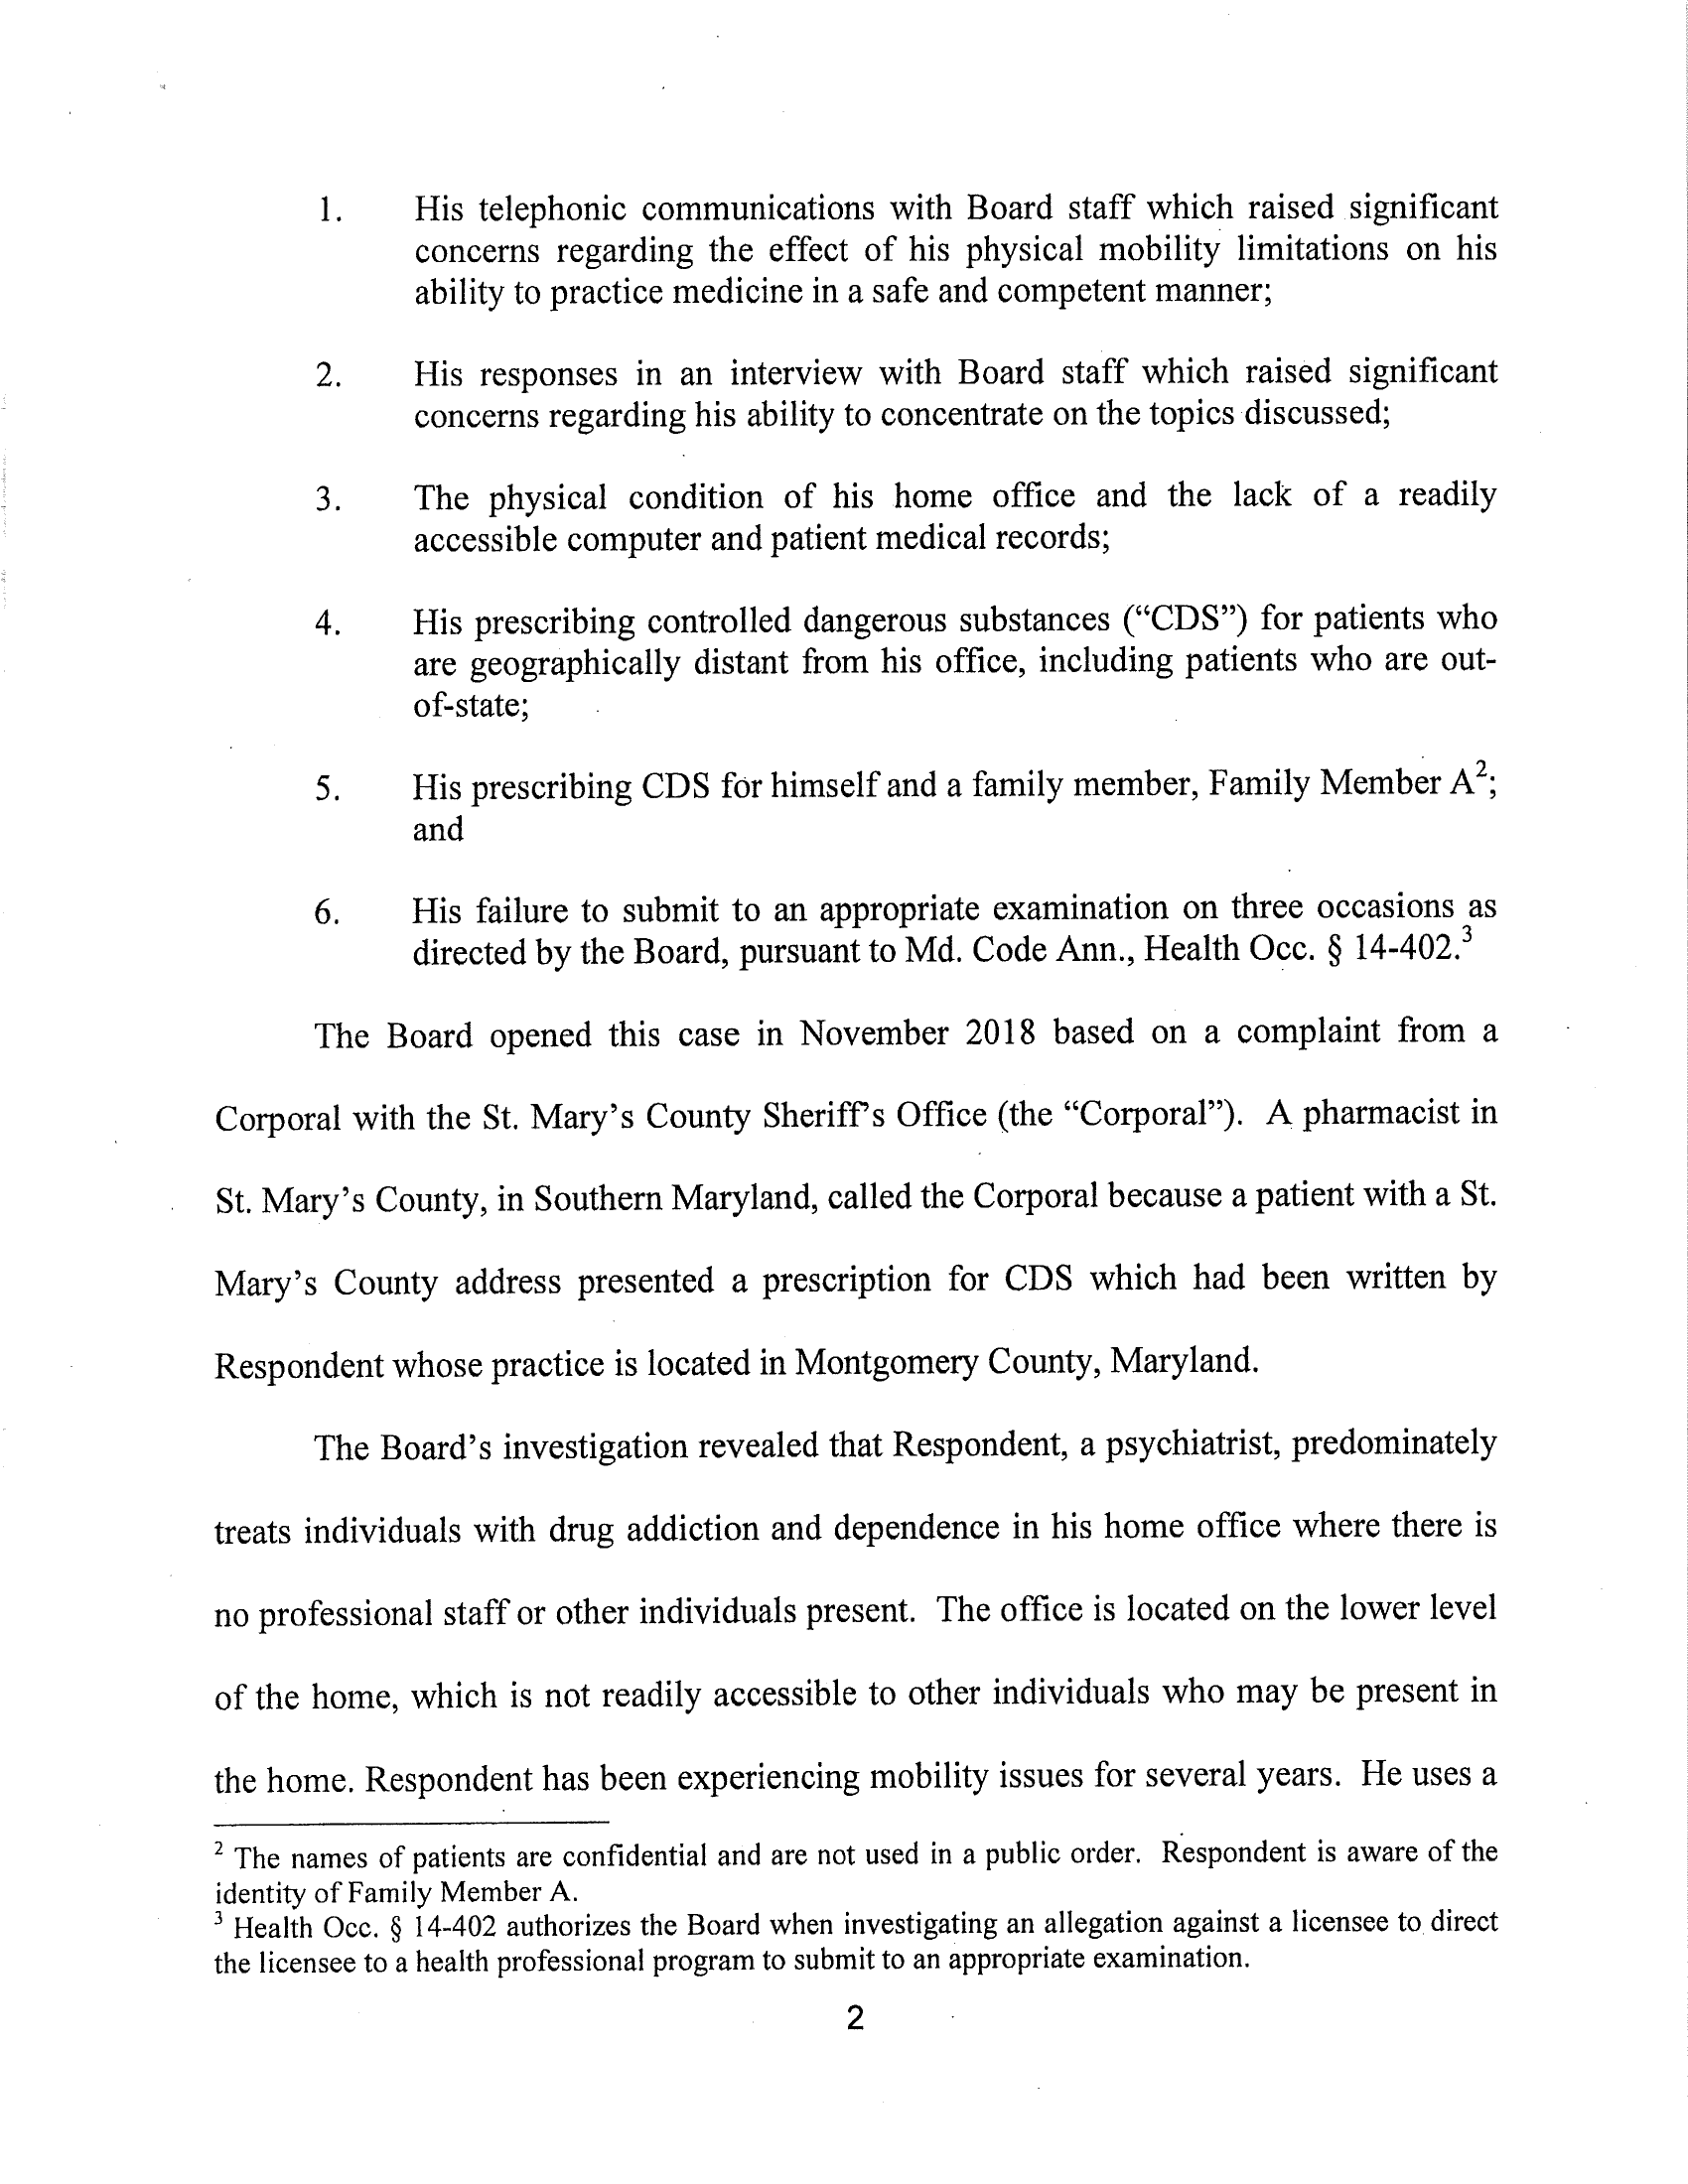 1. His telephonic communications with Board staff which raised significant
concerns regarding the effect of his physical mobility limitations on his
ability to practice medicine in a safe and competent manner;
2. His responses in an interview with Board staff which raised significant
concerns regarding his ability to concentrate on the topics discussed;
3. The physical condition of his home office and the lack of a readily
accessible computer and patient medical records;
4. His prescribing controlled dangerous substances (“CDS”) for patients who
are geographically distant from his office, including patients who are out-
of-state;
5. His prescribing CDS for himself and a family member, Family Member A²;
and
6. His failure to submit to an appropriate examination on three occasions as
directed by the Board, pursuant to Md. Code Ann., Health Occ. § 14-402.³
The Board opened this case in November 2018 based on a complaint from a
Corporal with the St. Mary’s County Sheriff’s Office (the “Corporal”). A pharmacist in
St. Mary’s County, in Southern Maryland, called the Corporal because a patient with a St.
Mary’s County address presented a prescription for CDS which had been written by
Respondent whose practice is located in Montgomery County, Maryland.
The Board’s investigation revealed that Respondent, a psychiatrist, predominately
treats individuals with drug addiction and dependence in his home office where there is
no professional staff or other individuals present. The office is located on the lower level
of the home, which is not readily accessible to other individuals who may be present in
the home. Respondent has been experiencing mobility issues for several years. He uses a
² The names of patients are confidential and are not used in a public order. Respondent is aware of the
identity of Family Member A.
³ Health Occ. § 14-402 authorizes the Board when investigating an allegation against a licensee to direct
the licensee to a health professional program to submit to an appropriate examination.
2